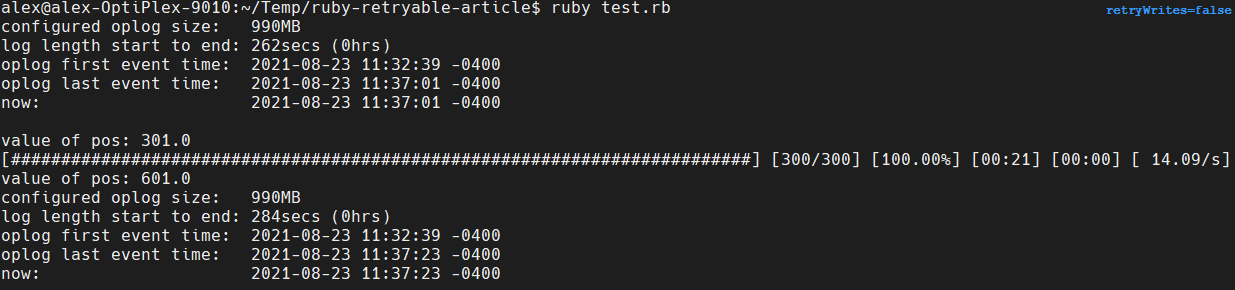 alex@alex-OptiPlex-9010:~/Temp/ruby-retryable-article$ ruby test.rb retryWrites=false
configured oplog size:   990MB
log length start to end: 262secs (0hrs)
oplog first event time:  2021-08-23 11:32:39 -0400
oplog last event time:   2021-08-23 11:37:01 -0400
now:                     2021-08-23 11:37:01 -0400
value of pos: 301.0
[##########################################################################] [300/300] [100.00%] [00:21] [00:00] [ 14.09/s]
value of pos: 601.0
configured oplog size:   990MB
log length start to end: 284secs (0hrs)
oplog first event time:  2021-08-23 11:32:39 -0400
oplog last event time:   2021-08-23 11:37:23 -0400
now:                     2021-08-23 11:37:23 -0400